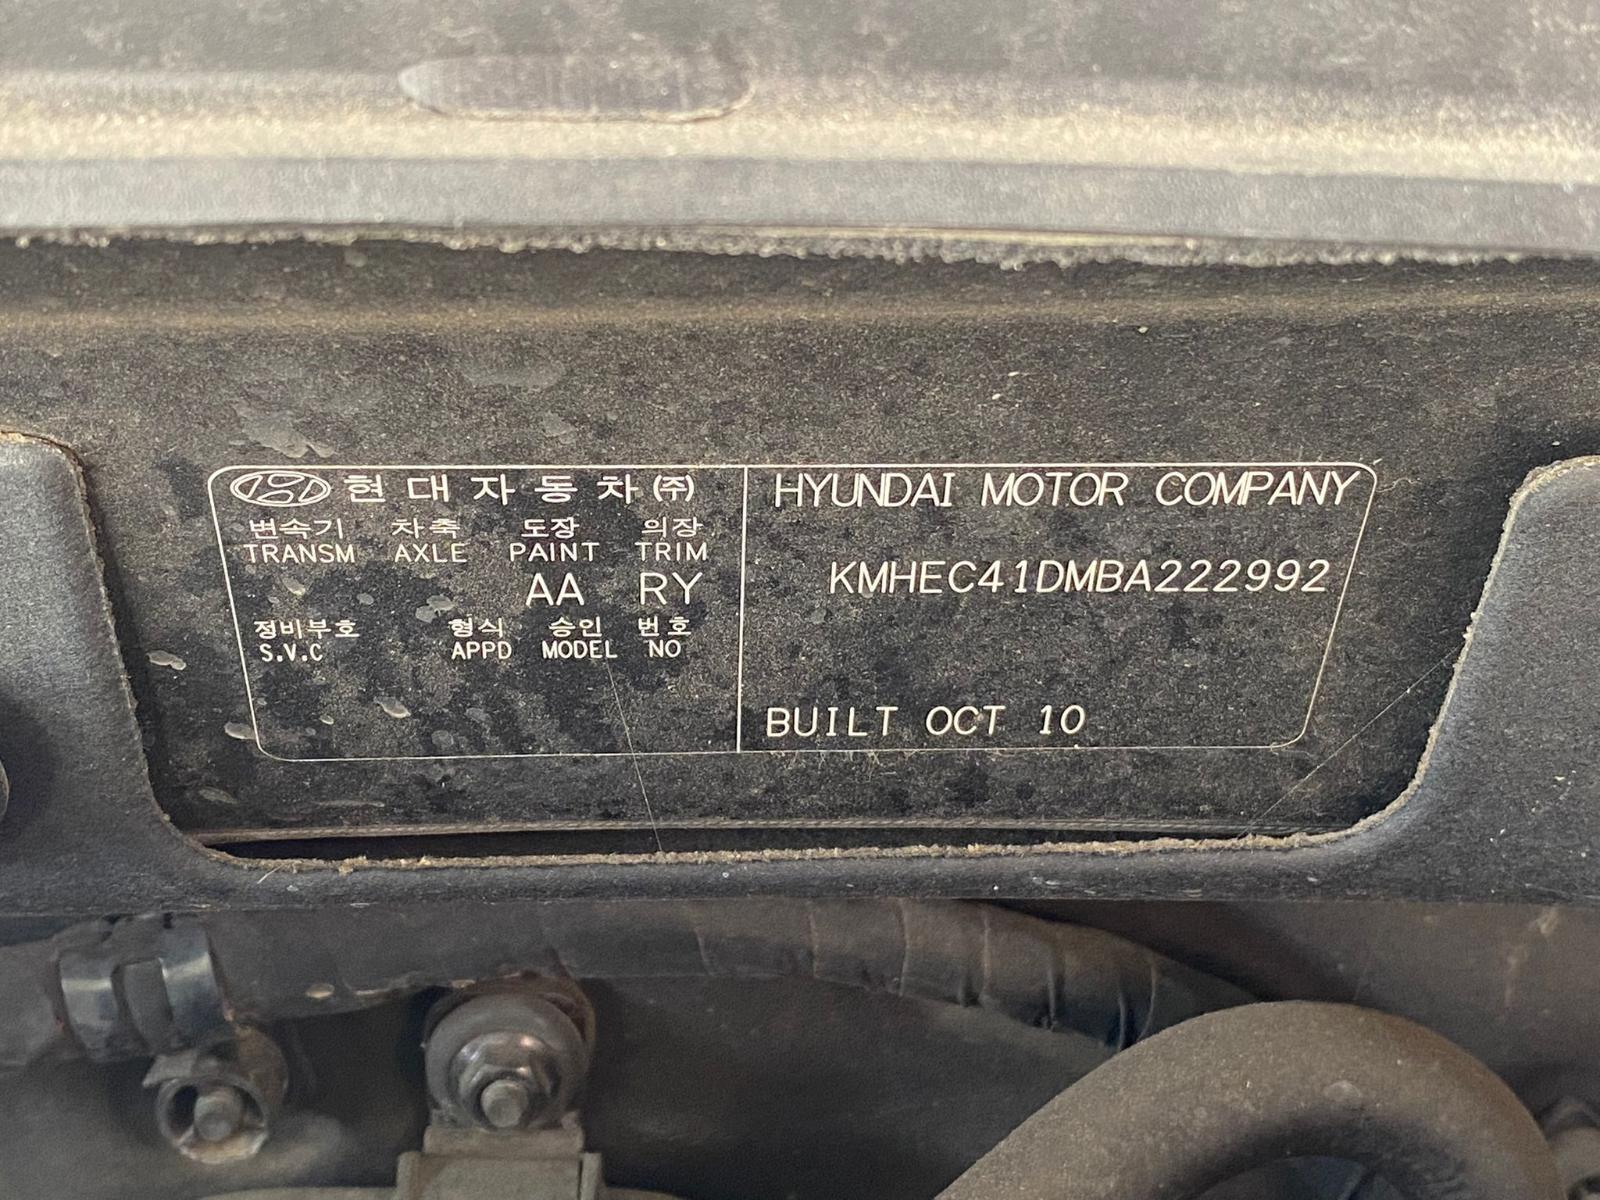 현대자동차(주)
변속기 차축 도장 의장
TRANSM AXLE PAINT TRIM
AA RY
정비부호 형식 승인 번호
S.V.C APPD MODEL NO
HYUNDAI MOTOR COMPANY
KMHEC41DMBA222992
BUILT OCT 10